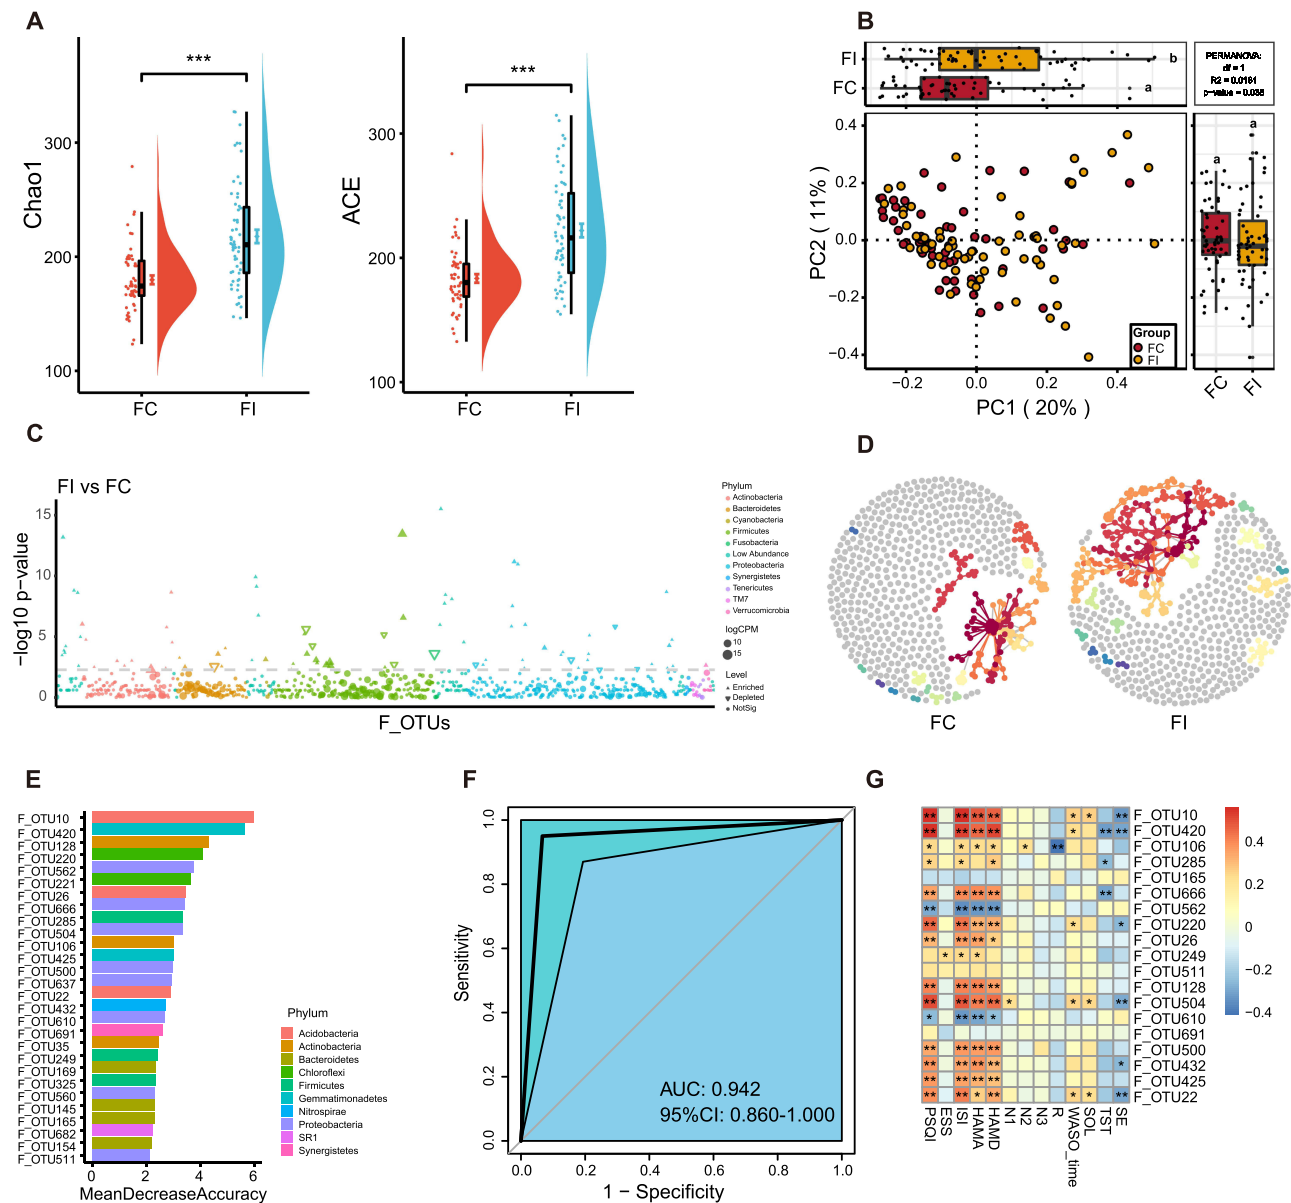 A
***
***
Chao1
300
200
100
FC
FI
ACE
300
200
100
FC
FI
B
FI
FC
b
a
PERMANOVA:
df = 1
R2 = 0.0161
p−value = 0.038
PC2 ( 11% )
0.4
0.2
0.0
−0.2
−0.4
−0.2
0.0
0.2
0.4
PC1 ( 20% )
Group
FC
FI
a
a
FC
FI
C
FI vs FC
−log10 p−value
15
10
5
0
F_OTUs
Phylum
Actinobacteria
Bacteroidetes
Cyanobacteria
Firmicutes
Fusobacteria
Low Abundance
Proteobacteria
Synergistetes
Tenericutes
TM7
Verrucomicrobia
logCPM
10
15
Level
Enriched
Depleted
NotSig
D
FC
FI
E
F_OTU10
F_OTU420
F_OTU128
F_OTU220
F_OTU562
F_OTU221
F_OTU26
F_OTU666
F_OTU285
F_OTU504
F_OTU106
F_OTU425
F_OTU500
F_OTU637
F_OTU22
F_OTU432
F_OTU610
F_OTU691
F_OTU35
F_OTU249
F_OTU169
F_OTU325
F_OTU560
F_OTU145
F_OTU165
F_OTU682
F_OTU154
F_OTU511
0
2
4
6
MeanDecreaseAccuracy
Phylum
Acidobacteria
Actinobacteria
Bacteroidetes
Chloroflexi
Firmicutes
Gemmatimonadetes
Nitrospirae
Proteobacteria
SR1
Synergistetes
F
Sensitivity
1.0
0.8
0.6
0.4
0.2
0.0
AUC: 0.942
95%CI: 0.860-1.000
0.0
0.2
0.4
0.6
0.8
1.0
1 − Specificity
G
** ** ** ** * * ** F_OTU10
** ** ** ** * ** ** F_OTU420
* * * * * ** F_OTU106
* * * * F_OTU285
F_OTU165
** ** ** ** ** F_OTU666
** ** ** ** F_OTU562
** ** ** ** * * F_OTU220
** ** ** * F_OTU26
* * * F_OTU249
F_OTU511
** ** ** ** F_OTU128
** ** ** ** * * * ** F_OTU504
* ** ** * F_OTU610
F_OTU691
** ** ** ** F_OTU500
** ** ** ** * F_OTU432
** ** ** ** F_OTU425
** ** * ** * * ** F_OTU22
PSQI
ESS
ISI
HAMA
HAMD
N1
N2
N3
R
WASO_time
SOL
TST
SE
0.4
0.2
0
−0.2
−0.4